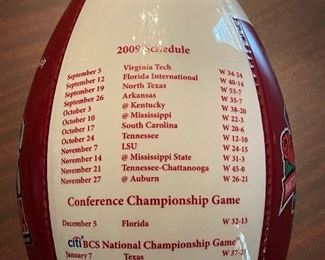 2009 Schedule
September 5 Virginia Tech W 34-24
September 12 Florida International W 40-14
September 19 North Texas W 53-7
September 26 Arkansas W 35-7
October 3 @ Kentucky W 38-20
October 10 @ Mississippi W 22-3
October 17 South Carolina W 20-6
October 24 Tennessee W 12-10
November 7 LSU W 24-15
November 14 @ Mississippi State W 31-3
November 21 Tennessee-Chattanooga W 45-0
November 27 @ Auburn W 26-21
Conference Championship Game
December 5 Florida W 32-13
citi BCS National Championship Game
January 7 Texas W 37-21